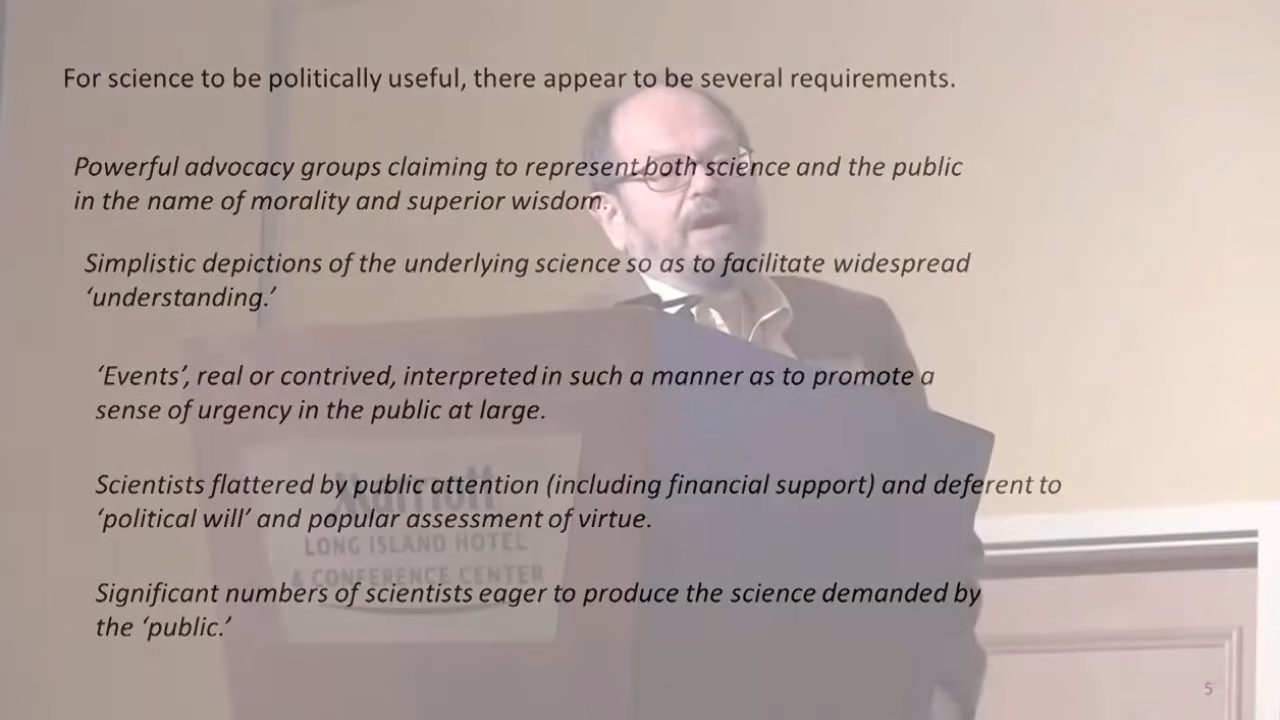 For science to be politically useful, there appear to be several requirements.
Powerful advocacy groups claiming to represent both science and the public
in the name of morality and superior wisdom.
Simplistic depictions of the underlying science so as to facilitate widespread
‘understanding.’
‘Events’, real or contrived, interpreted in such a manner as to promote a
sense of urgency in the public at large.
Scientists flattered by public attention (including financial support) and deferent to
‘political will’ and popular assessment of virtue.
Marriott
LONG ISLAND HOTEL
& CONFERENCE CENTER
Significant numbers of scientists eager to produce the science demanded by
the ‘public.’
5